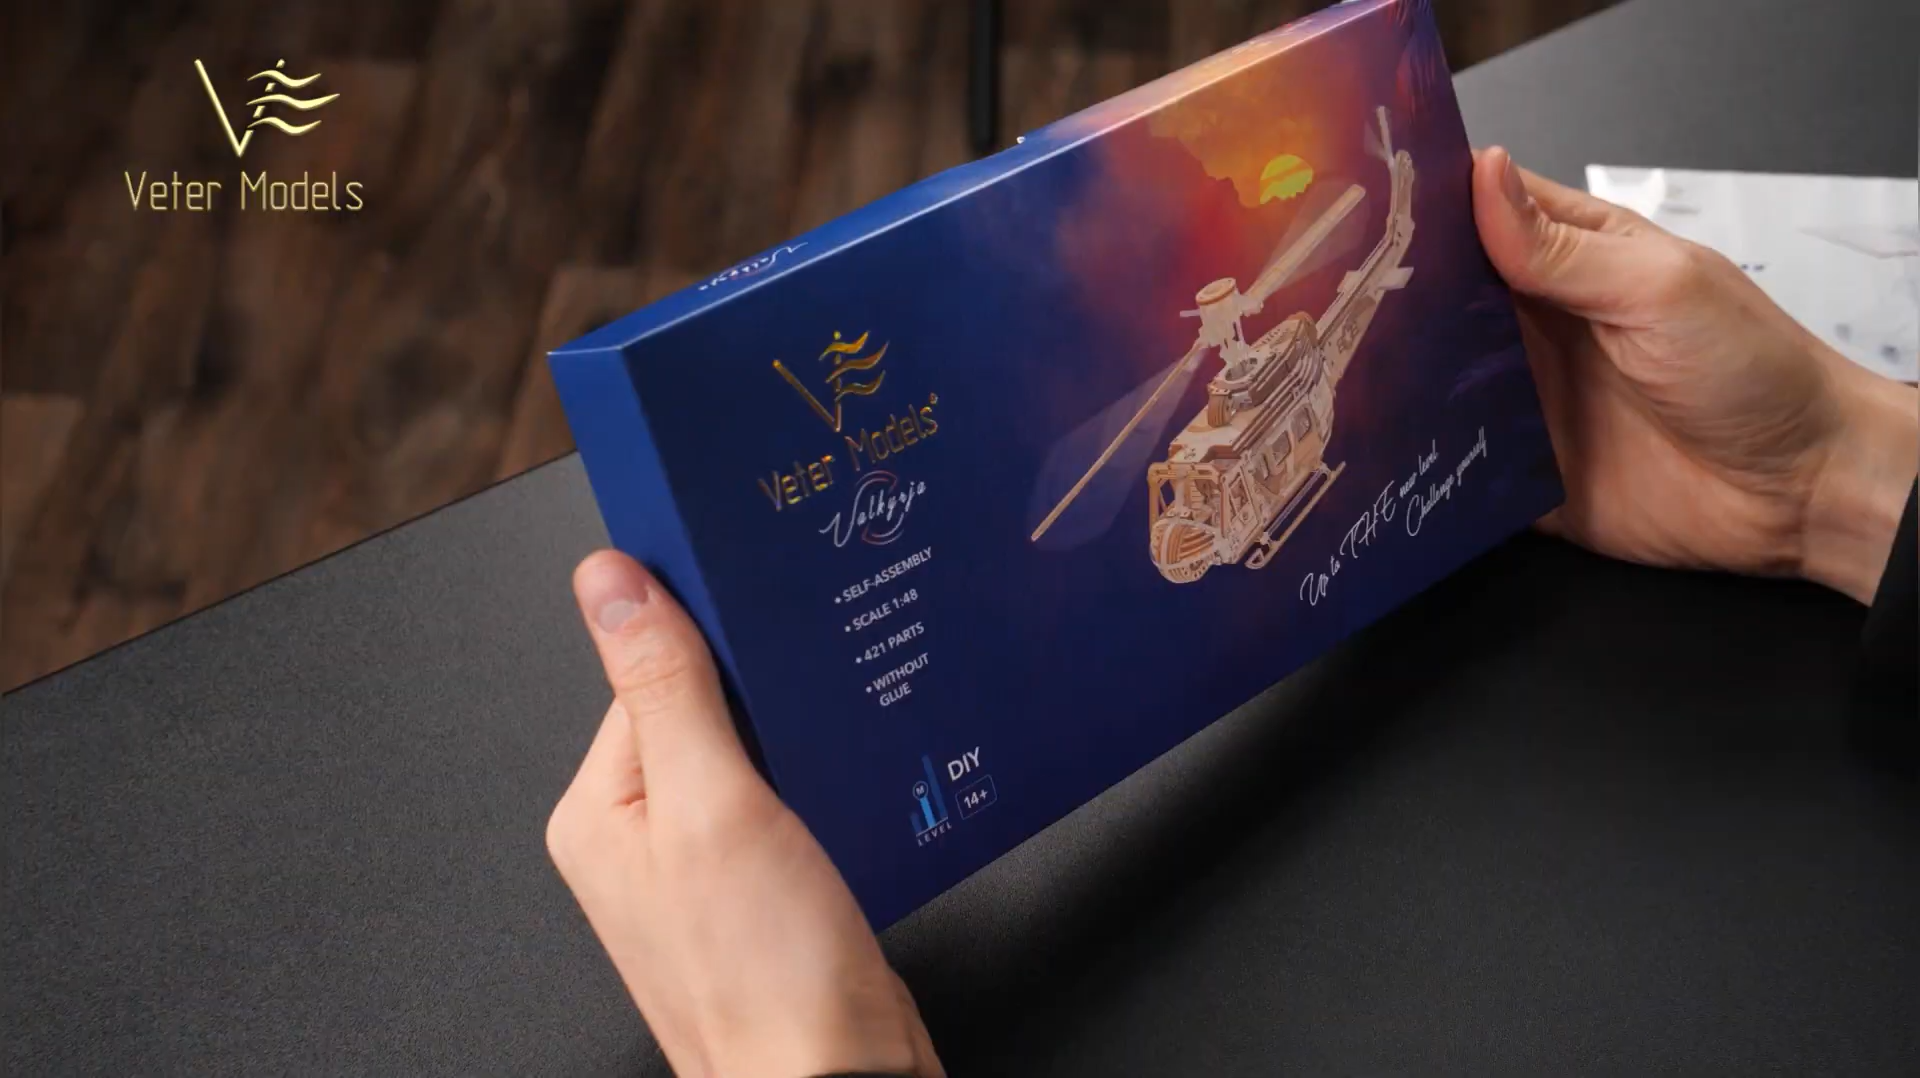 Veter Models
Veter Models
Valkyrja
• SELF-ASSEMBLY
• SCALE 1:48
• 421 PARTS
• WITHOUT
GLUE
Up to THE new level
Challenge yourself
M
LEVEL
DIY
14+